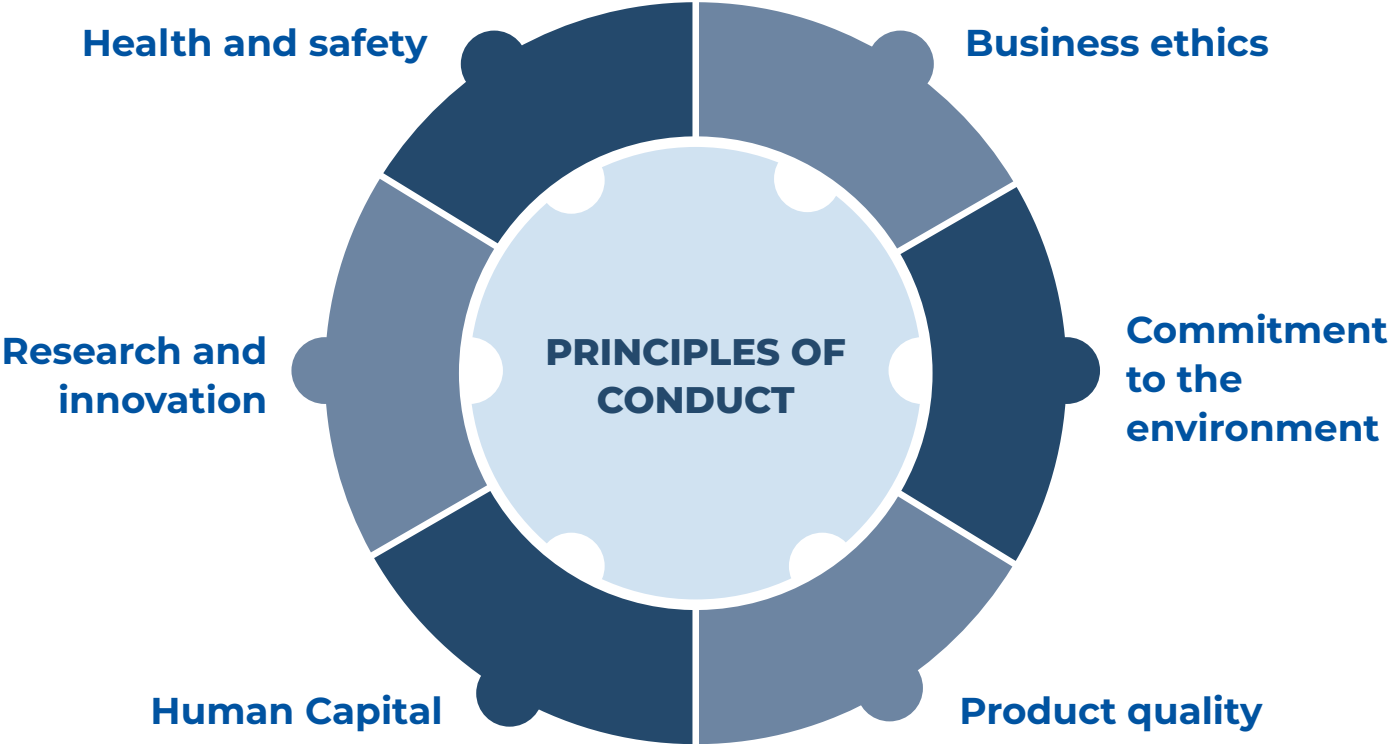 Health and safety
Business ethics
Research and
innovation
PRINCIPLES OF
CONDUCT
Commitment
to the
environment
Human Capital
Product quality